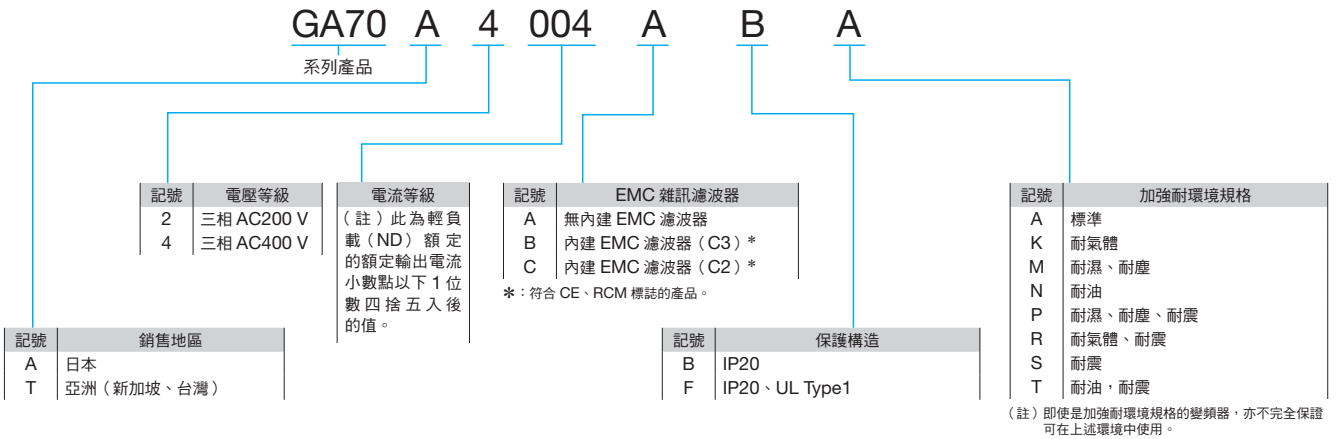 GA70 A 4 004 A B A
系列產品
記號 電壓等級
2 三相 AC200 V
4 三相 AC400 V
電流等級
（註）此為輕負
載（ND）額定
的額定輸出電流
小數點以下 1 位
數四捨五入後
的值。
記號 EMC 雜訊濾波器
A 無內建 EMC 濾波器
B 內建 EMC 濾波器（C3）*
C 內建 EMC 濾波器（C2）*
*：符合 CE、RCM 標誌的產品。
記號 加強耐環境規格
A 標準
K 耐氣體
M 耐濕、耐塵
N 耐油
P 耐濕、耐塵、耐震
R 耐氣體、耐震
S 耐震
T 耐油，耐震
（註）即使是加強耐環境規格的變頻器，亦不完全保證
可在上述環境中使用。
記號 銷售地區
A 日本
T 亞洲（新加坡、台灣）
記號 保護構造
B IP20
F IP20、UL Type1